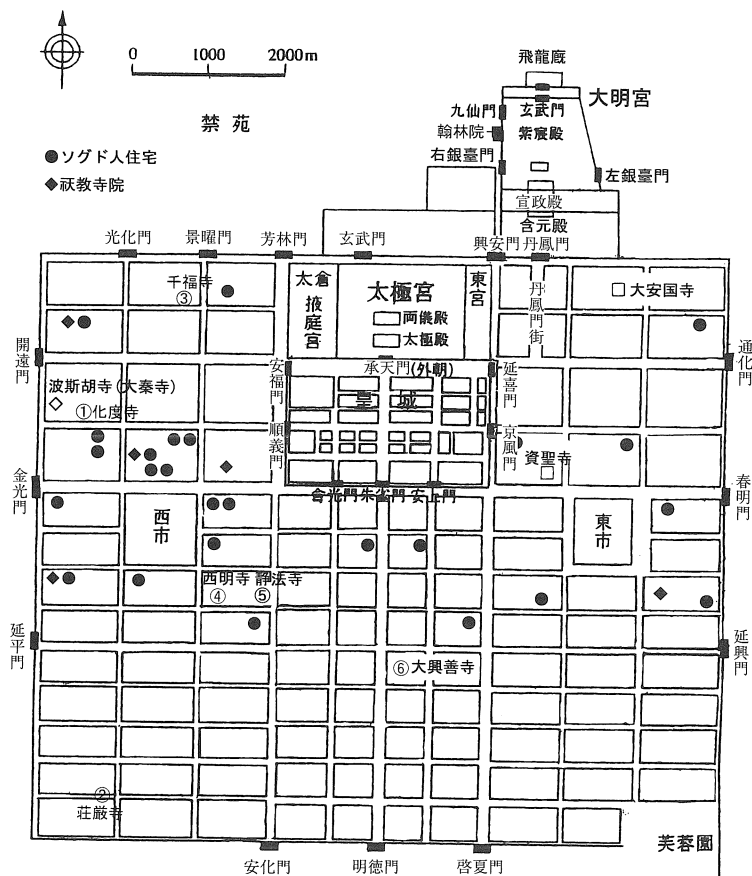 0 1000 2000m
禁苑
●ソグド人住宅
◆祆教寺院
飛龍廐
大明宮
九仙門
玄武門
翰林院
紫宸殿
右銀臺門
左銀臺門
宣政殿
含元殿
光化門
景曜門
芳林門
玄武門
興安門
丹鳳門
千福寺
③
太倉
掖庭宮
太極宮
両儀殿
太極殿
東宮
丹鳳門街
大安国寺
開遠門
通化門
安福門
承天門(外朝)
延喜門
波斯胡寺(大秦寺)
①化度寺
皇城
順義門
京風門
資聖寺
金光門
春明門
含光門
朱雀門
安上門
西市
東市
西明寺
静法寺
④
⑤
延平門
延興門
⑥大興善寺
②
荘厳寺
芙蓉園
安化門
明徳門
啓夏門